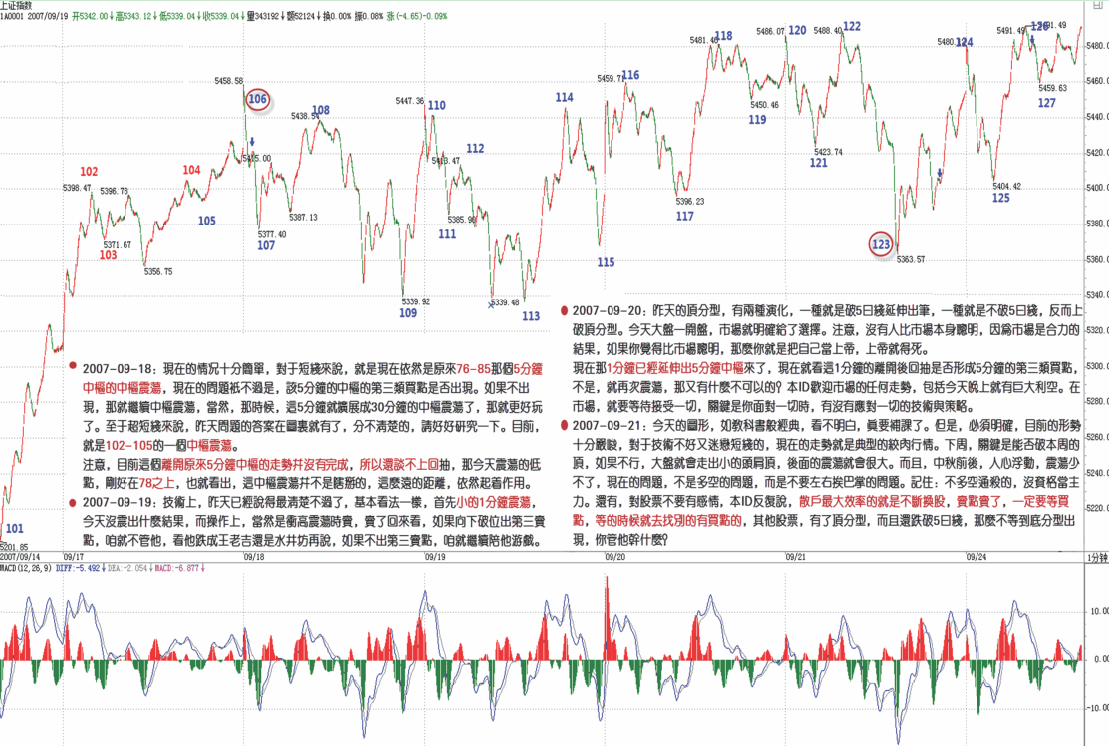 上证指数
1A0001 2007/09/19 开5342.00↓高5343.12↓低5339.04↓收5339.04↓量343192↓额52124↓换0.00% 振0.08% 涨(-4.65)-0.09%
5480.0
5460.0
5440.0
5420.0
5400.0
5380.0
5360.0
5340.0
5320.0
5300.0
5280.0
5260.0
5240.0
5220.0
101
5201.85
102
5398.47
5396.73
5371.67
103
5356.75
104
105
5458.58
106
5415.00
5377.40
107
108
5438.54
5387.13
5339.92
109
5447.36
110
5413.47
112
5385.90
111
5339.48
113
114
115
5459.71
116
5396.23
117
5481.46
118
5450.46
119
5486.07
120
5423.74
121
5488.40
122
123
5363.57
5480.
124
5404.42
125
5491.49
126
5491.49
5459.63
127
2007-09-18：現在的情况十分簡單，對于短綫來說，就是現在依然是原來76-85那個5分鐘
中樞的中樞震蕩，現在的問題衹不過是，該5分鐘的中樞的第三類買點是否出現。如果不出
現，那就繼續中樞震蕩，當然，那時候，這5分鐘就廣展成30分鐘的中樞震蕩了，那就更好玩
了。至于超短綫來說，昨天問題的答案在圖裏就有了，分不清楚的，請好好研究一下。目前，
就是102-105的一個中樞震蕩。
注意，目前這個離開原來5分鐘中樞的走勢并沒有完成，所以還談不上回抽，那今天震蕩的低
點，剛好在78之上，也就看出，這中樞震蕩并不是瞎掰的，這麽遠的距離，依然起着作用。
2007-09-19：技術上，昨天已經說得最清楚不過了，基本看法一樣，首先小的1分鐘震蕩，
今天沒震出什麽結果，而操作上，當然是衝高震蕩時賣，賣了回來看，如果向下破位出第三賣
點，咱就不管他，看他跌成王老吉還是水井坊再說，如果不出第三賣點，咱就繼續陪他游戲。
2007-09-20：昨天的頂分型，有兩種演化，一種就是破5日綫延伸出筆，一種就是不破5日綫，反而上
破頂分型。今天大盤一開盤，市場就明確給了選擇。注意，沒有人比市場本身聰明，因爲市場是合力的
結果，如果你覺得比市場聰明，那麽你就是把自己當上帝，上帝就得死。
現在那1分鐘已經延伸出5分鐘中樞來了，現在就看這1分鐘的離開後回抽是否形成5分鐘的第三類買點，
不是，就再次震蕩，那又有什麽不可以的？本ID歡迎市場的任何走勢，包括今天晚上就有巨大利空。在
市場，就要等待接受一切，關鍵是你面對一切時，有沒有應對一切的技術與策略。
2007-09-21：今天的圖形，如教科書般經典，看不明白，真要補課了。但是，必須明確，目前的形勢
十分嚴峻，對于技術不好又迷戀短綫的，現在的走勢就是典型的絞肉行情。下周，關鍵是能否破本周的
頂，如果不行，大盤就會走出小的頭肩頂，後面的震蕩就會很大。而且，中秋前後，人心浮動，震蕩少
不了，現在的問題，不是多空的問題，而是不要左右挨巴掌的問題。記住：不多空通殺的，沒資格當主
力。還有，對股票不要有感情，本ID反復說，散戶最大效率的就是不斷換股，賣點賣了，一定要等買
點，等的時候就去找別的有買點的，其他股票，有了頂分型，而且還跌破5日綫，那麽不等到底分型出
現，你管他幹什麽？
2007/09/14 09/17 09/18 09/19 09/20 09/21 09/24 1分钟
MACD(12,26,9) DIFF:-5.492↓DEA:-2.054↓MACD:-6.877↓
10.00
0.00
-10.00